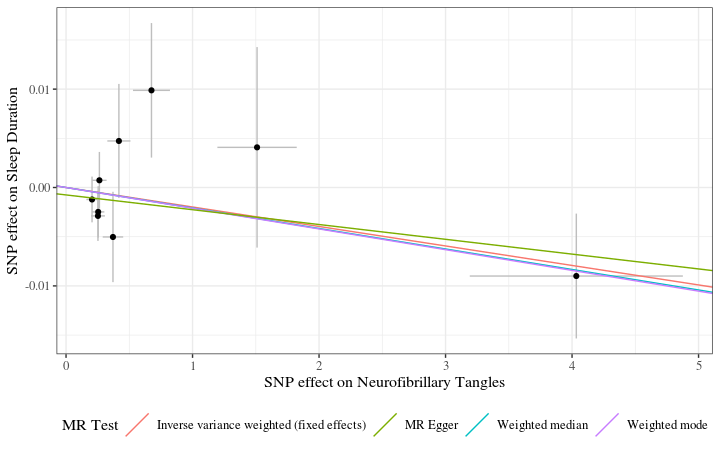 SNP effect on Sleep Duration
0.01
0.00
-0.01
0
1
2
3
4
5
SNP effect on Neurofibrillary Tangles
MR Test
Inverse variance weighted (fixed effects)
MR Egger
Weighted median
Weighted mode